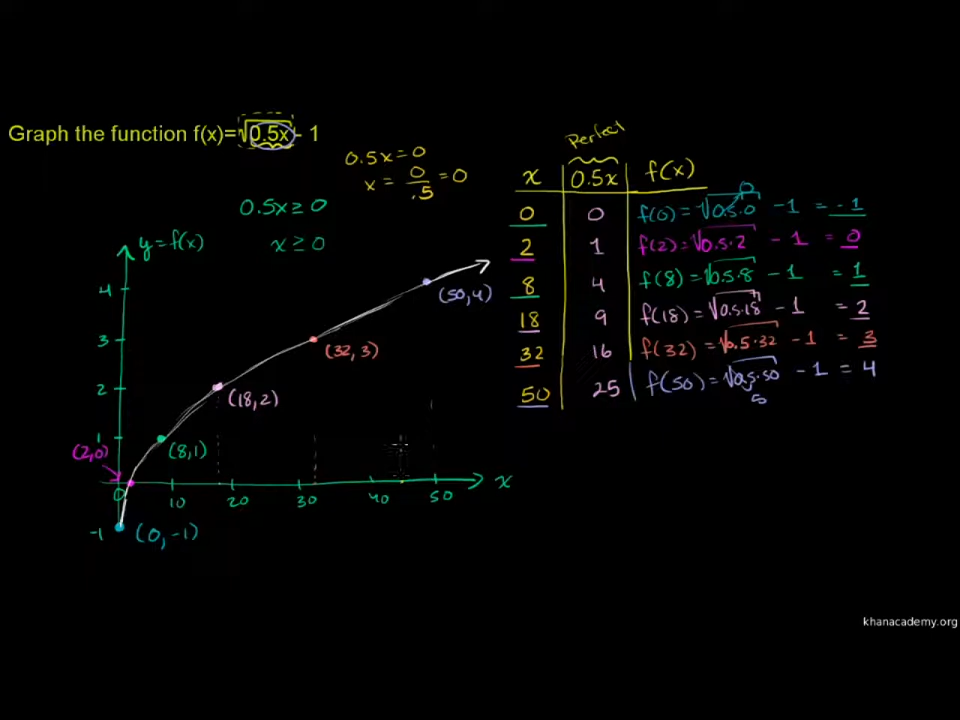 Graph the function f(x)=√0.5x - 1
0.5x=0
x = 0/.5 = 0
0.5x ≥ 0
x ≥ 0
Perfect
x 0.5x f(x)
0 0 f(0) = √0.5·0 - 1 = -1
0
2 1 f(2) = √0.5·2 - 1 = 0
8 4 f(8) = √0.5·8 - 1 = 1
18 9 f(18) = √0.5·18 - 1 = 2
32 16 f(32) = √0.5·32 - 1 = 3
50 25 f(50) = √0.5·50 - 1 = 4
5
y = f(x)
4
(50,4)
3
(32,3)
2
(18,2)
1
(2,0)
(8,1)
0 10 20 30 40 50 x
-1
(0,-1)
khanacademy.org